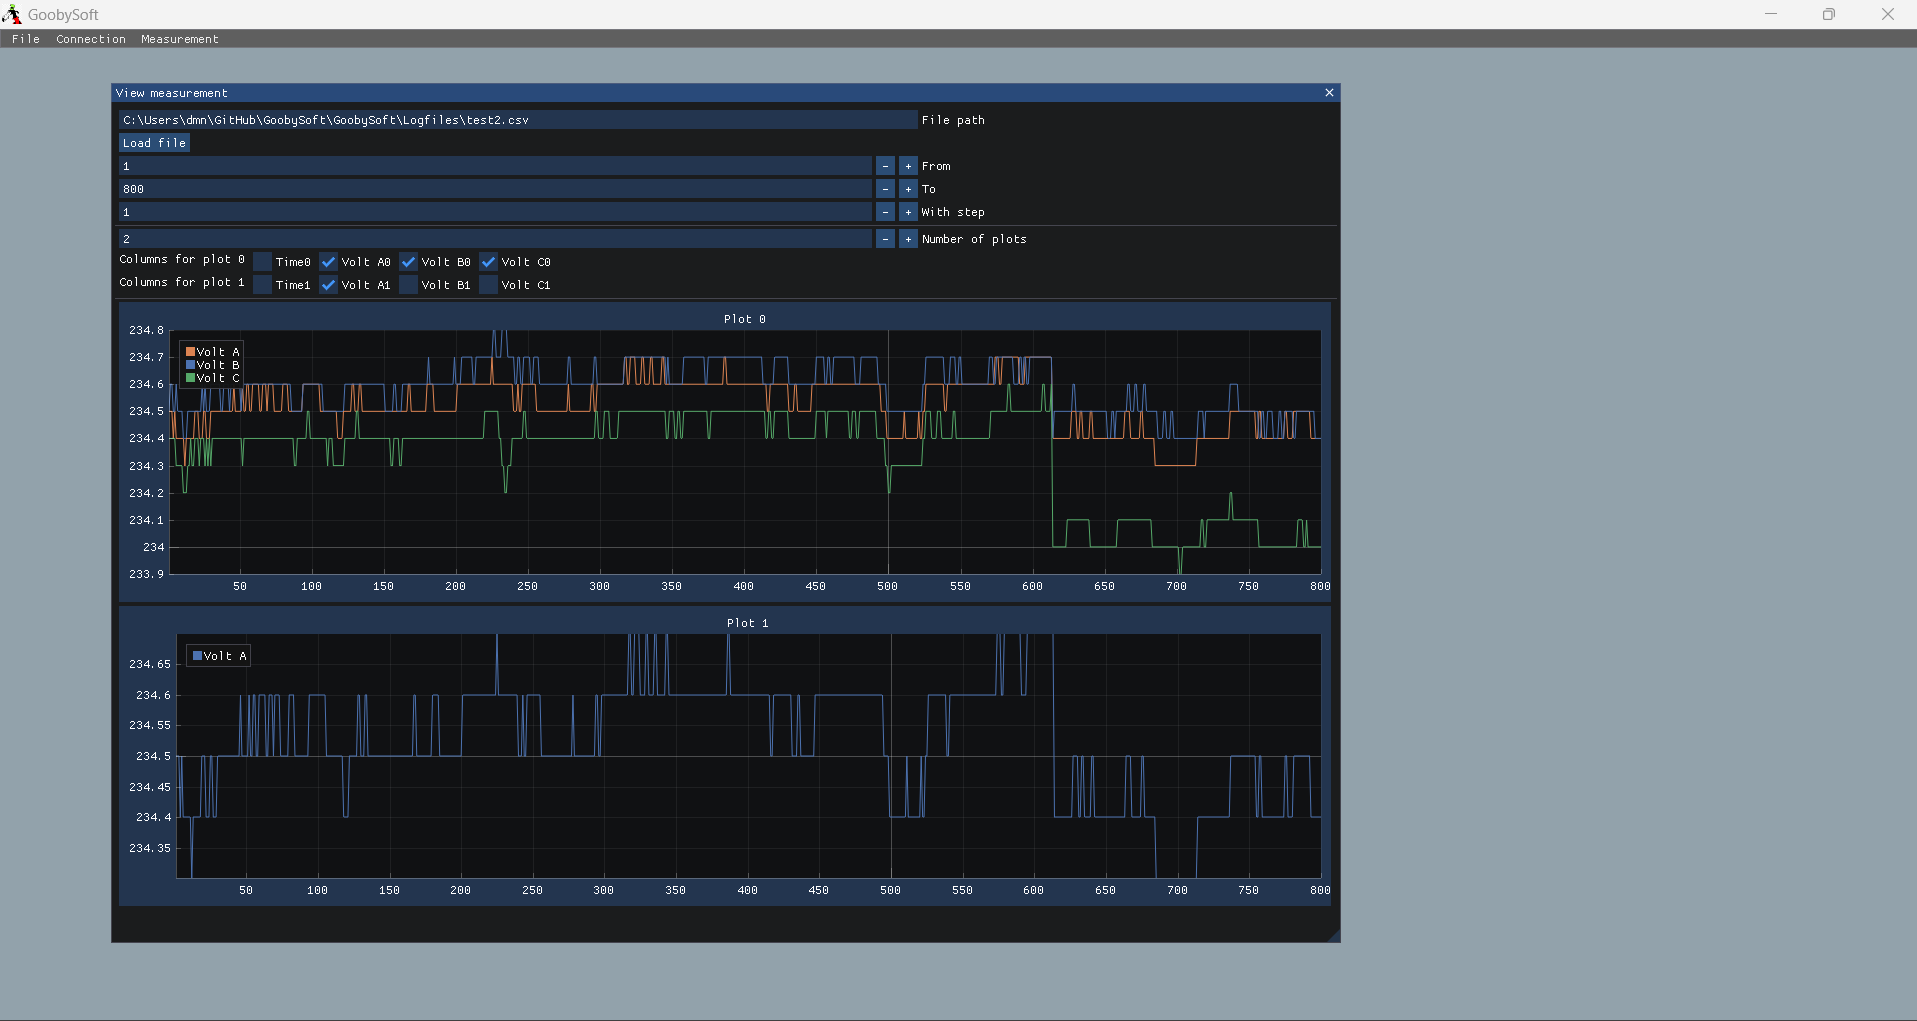 GoobySoft
File Connection Measurement
View measurement
C:\Users\dmn\GitHub\GoobySoft\GoobySoft\Logfiles\test2.csv File path
Load file
1 - + From
800 - + To
1 - + With step
2 - + Number of plots
Columns for plot 0 Time0 Volt A0 Volt B0 Volt C0
Columns for plot 1 Time1 Volt A1 Volt B1 Volt C1
Plot 0
234.8
234.7
234.6
234.5
234.4
234.3
234.2
234.1
234
233.9
Volt A
Volt B
Volt C
50 100 150 200 250 300 350 400 450 500 550 600 650 700 750 800
Plot 1
Volt A
234.65
234.6
234.55
234.5
234.45
234.4
234.35
50 100 150 200 250 300 350 400 450 500 550 600 650 700 750 800